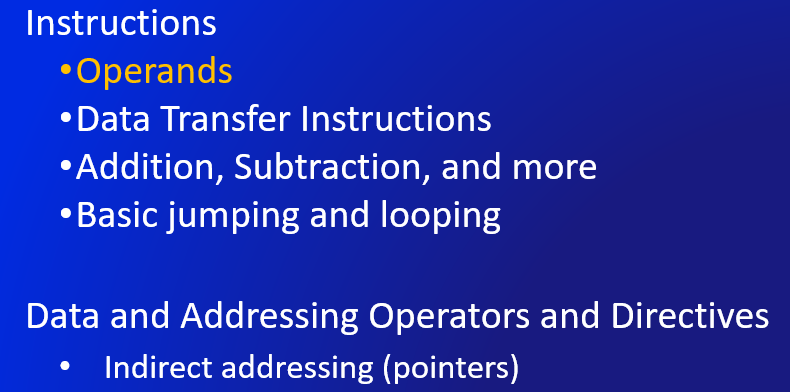 Instructions
•Operands
•Data Transfer Instructions
•Addition, Subtraction, and more
•Basic jumping and looping
Data and Addressing Operators and Directives
• Indirect addressing (pointers)